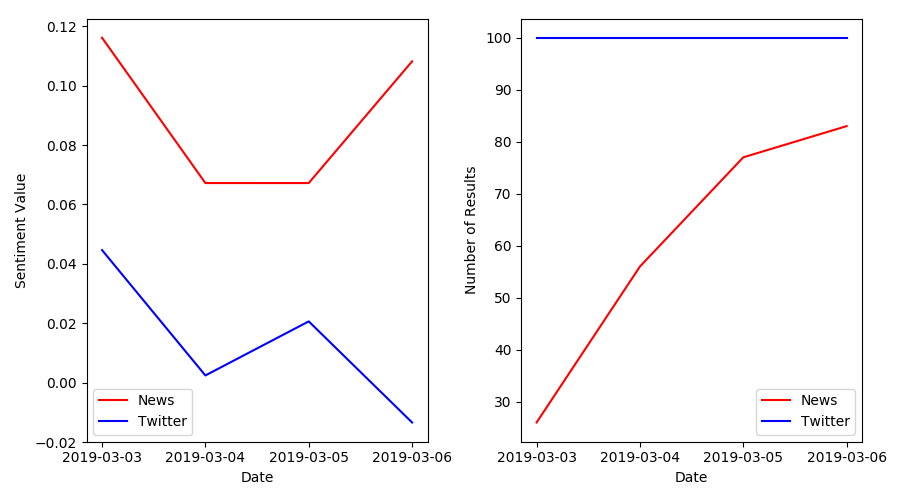 0.12
0.10
0.08
0.06
0.04
0.02
0.00
−0.02
Sentiment Value
News
Twitter
2019-03-03 2019-03-04 2019-03-05 2019-03-06
Date
100
90
80
70
60
50
40
30
Number of Results
News
Twitter
2019-03-03 2019-03-04 2019-03-05 2019-03-06
Date